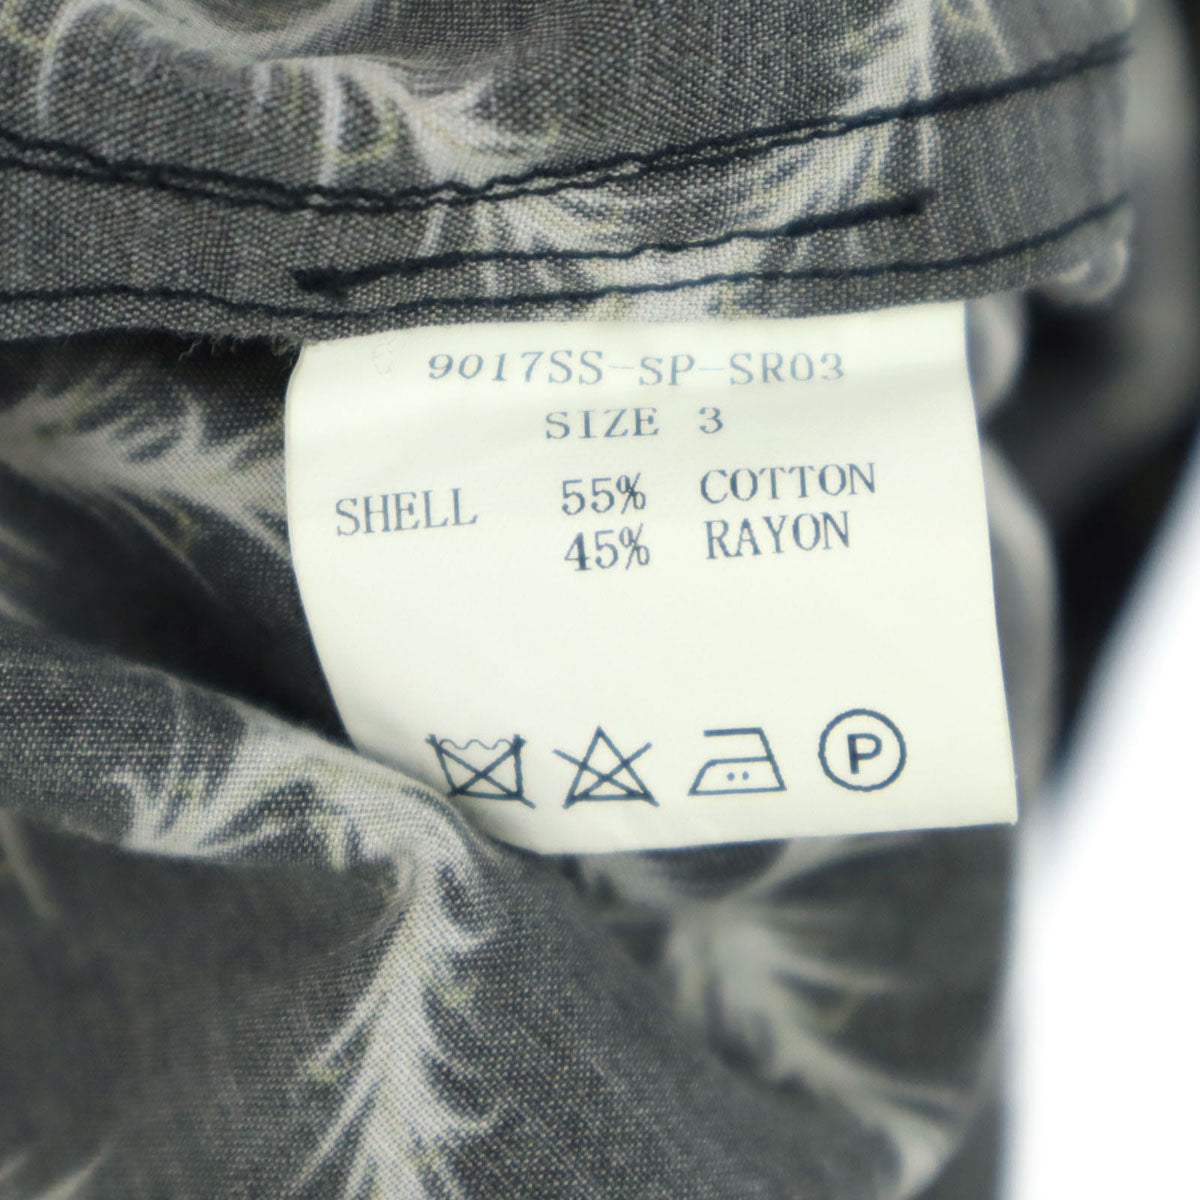 9017SS-SP-SR03
SIZE 3
SHELL 55% COTTON
45% RAYON
P